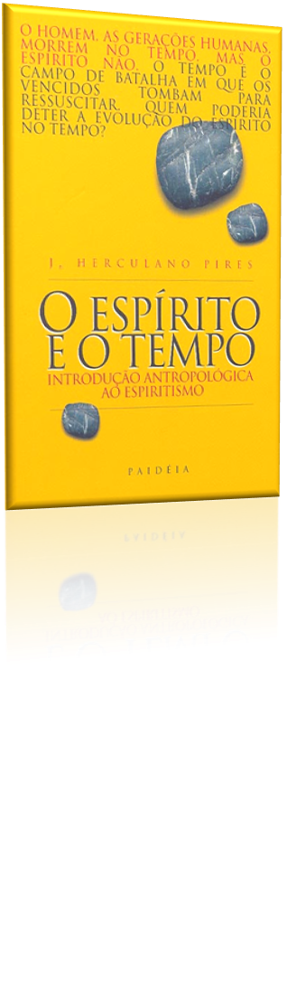 O HOMEM, AS GERAÇÕES HUMANAS,
MORREM NO TEMPO. MAS O
ESPÍRITO NÃO. O TEMPO É O
CAMPO DE BATALHA EM QUE OS
VENCIDOS TOMBAM PARA
RESSUSCITAR. QUEM PODERIA
DETER A EVOLUÇÃO DO ESPÍRITO
NO TEMPO?
J. HERCULANO PIRES
O ESPÍRITO
E O TEMPO
INTRODUÇÃO ANTROPOLÓGICA
AO ESPIRITISMO
PAIDÉIA